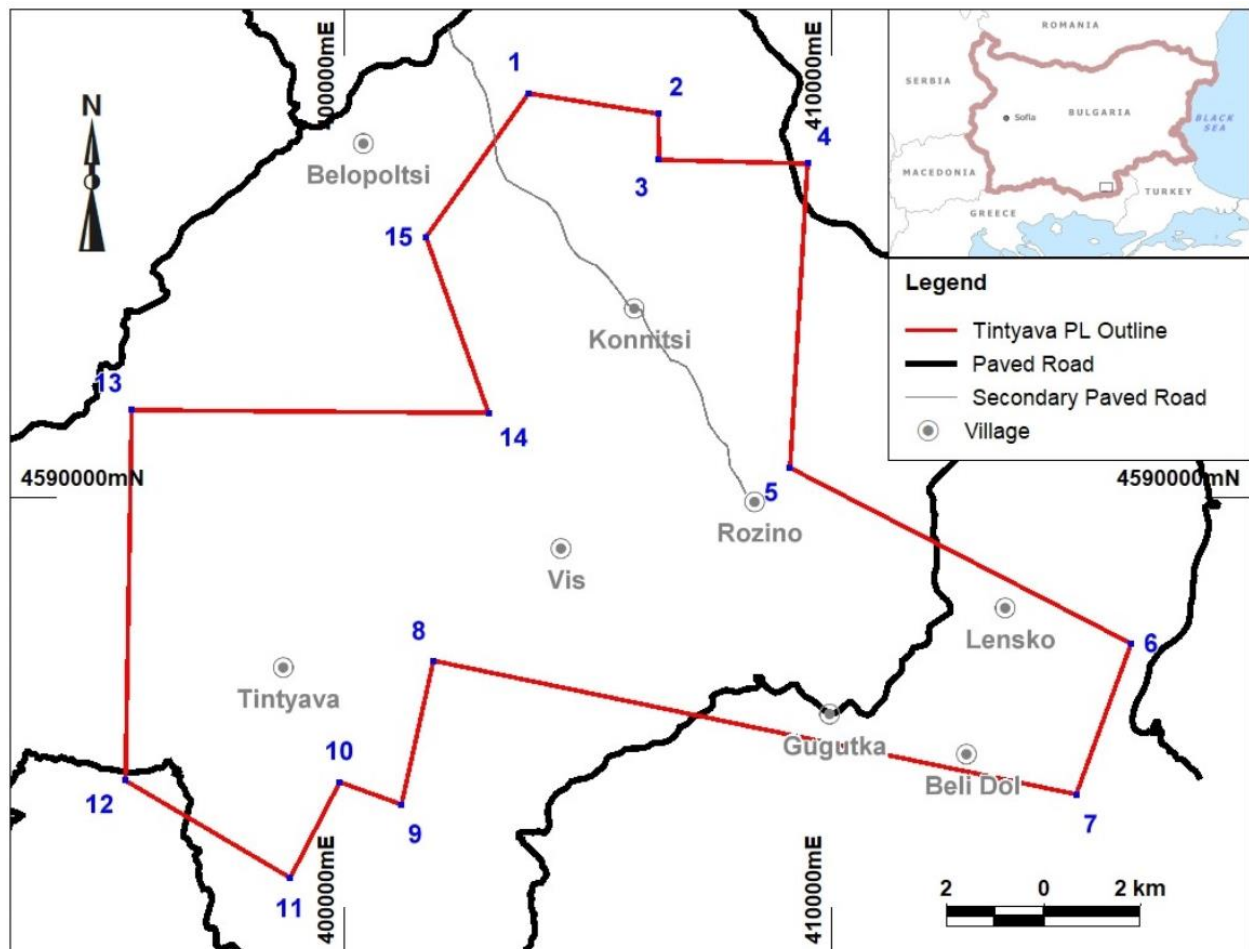 N
400000mE
410000mE
1
2
3
4
Belopoltsi
15
Konnitsi
13
14
4590000mN
4590000mN
5
Rozino
Vis
8
Lensko
6
Tintyava
10
Gugutka
Beli Dol
12
9
7
11
400000mE
410000mE
2 0 2 km
ROMANIA
SERBIA
BULGARIA
Sofia
BLACK
SEA
MACEDONIA
TURKEY
GREECE
Legend
Tintyava PL Outline
Paved Road
Secondary Paved Road
Village